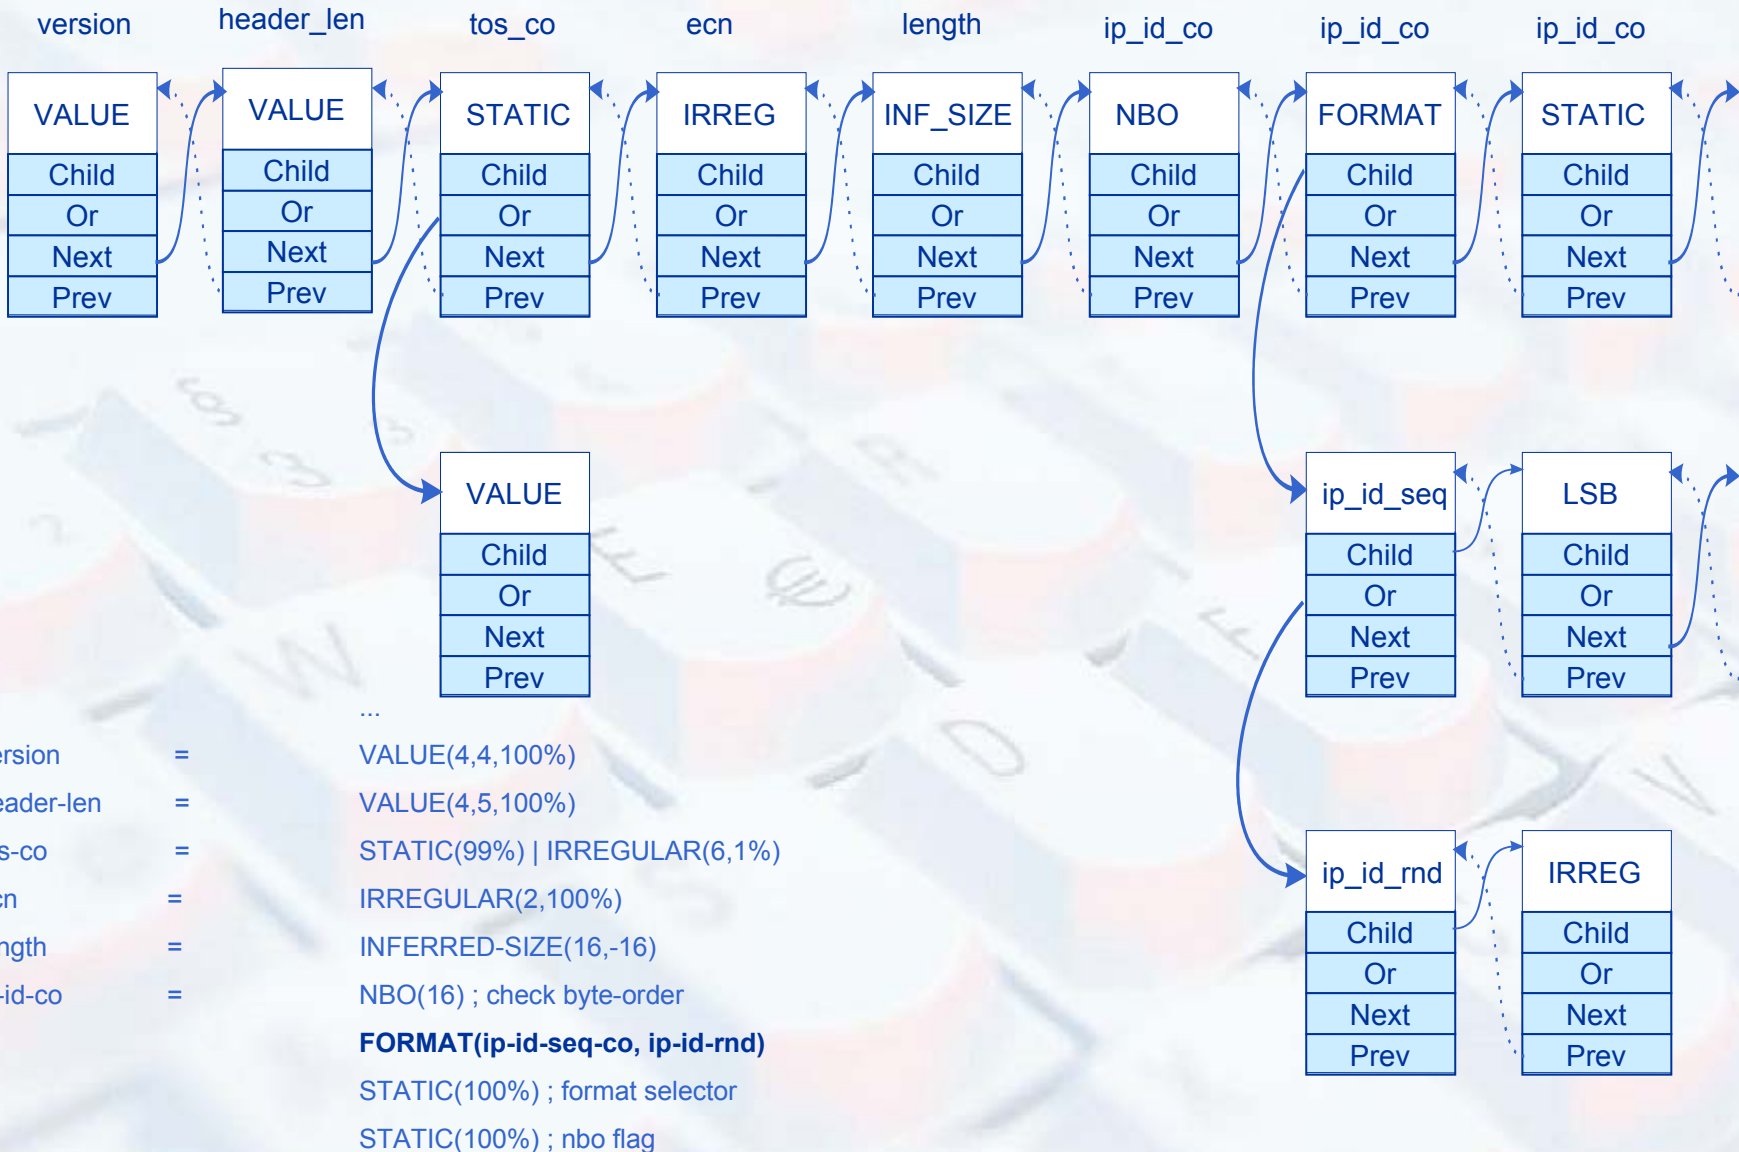 version header_len tos_co ecn length ip_id_co ip_id_co ip_id_co
VALUE VALUE STATIC IRREG INF_SIZE NBO FORMAT STATIC
Child Child Child Child Child Child Child Child
Or Or Or Or Or Or Or Or
Next Next Next Next Next Next Next Next
Prev Prev Prev Prev Prev Prev Prev Prev
VALUE ip_id_seq LSB
Child Child Child
Or Or Or
Next Next Next
Prev Prev Prev
...
ersion = VALUE(4,4,100%)
eader-len = VALUE(4,5,100%)
s-co = STATIC(99%) | IRREGULAR(6,1%)
cn = IRREGULAR(2,100%)
ngth = INFERRED-SIZE(16,-16)
-id-co = NBO(16) ; check byte-order
FORMAT(ip-id-seq-co, ip-id-rnd)
STATIC(100%) ; format selector
STATIC(100%) ; nbo flag
ip_id_rnd IRREG
Child Child
Or Or
Next Next
Prev Prev